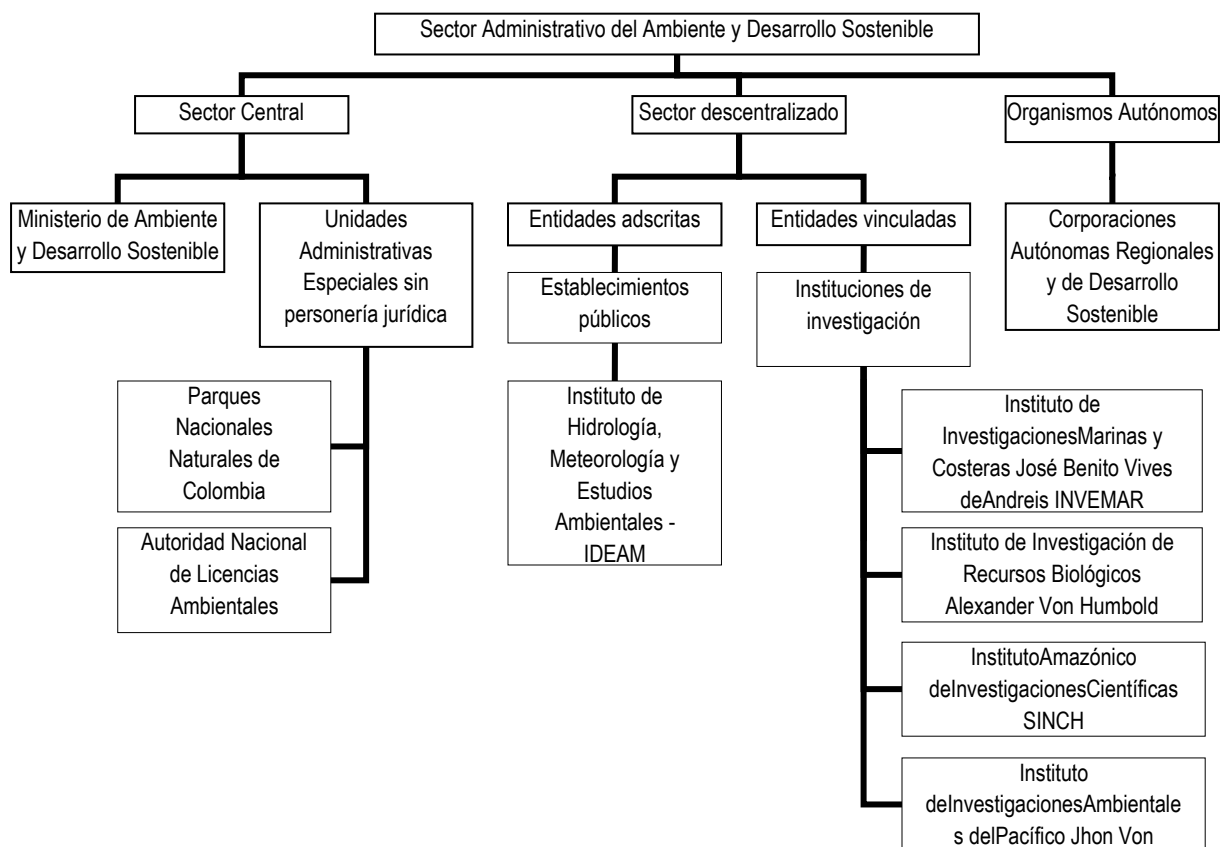 Sector Administrativo del Ambiente y Desarrollo Sostenible
Sector Central
Sector descentralizado
Organismos Autónomos
Ministerio de Ambiente
y Desarrollo Sostenible
Unidades
Administrativas
Especiales sin
personería jurídica
Entidades adscritas
Entidades vinculadas
Corporaciones
Autónomas Regionales
y de Desarrollo
Sostenible
Establecimientos
públicos
Instituciones de
investigación
Parques
Nacionales
Naturales de
Colombia
Autoridad Nacional
de Licencias
Ambientales
Instituto de
Hidrología,
Meteorología y
Estudios
Ambientales -
IDEAM
Instituto de
InvestigacionesMarinas y
Costeras José Benito Vives
deAndreis INVEMAR
Instituto de Investigación de
Recursos Biológicos
Alexander Von Humbold
InstitutoAmazónico
deInvestigacionesCientíficas
SINCH
Instituto
deInvestigacionesAmbientale
s delPacífico Jhon Von